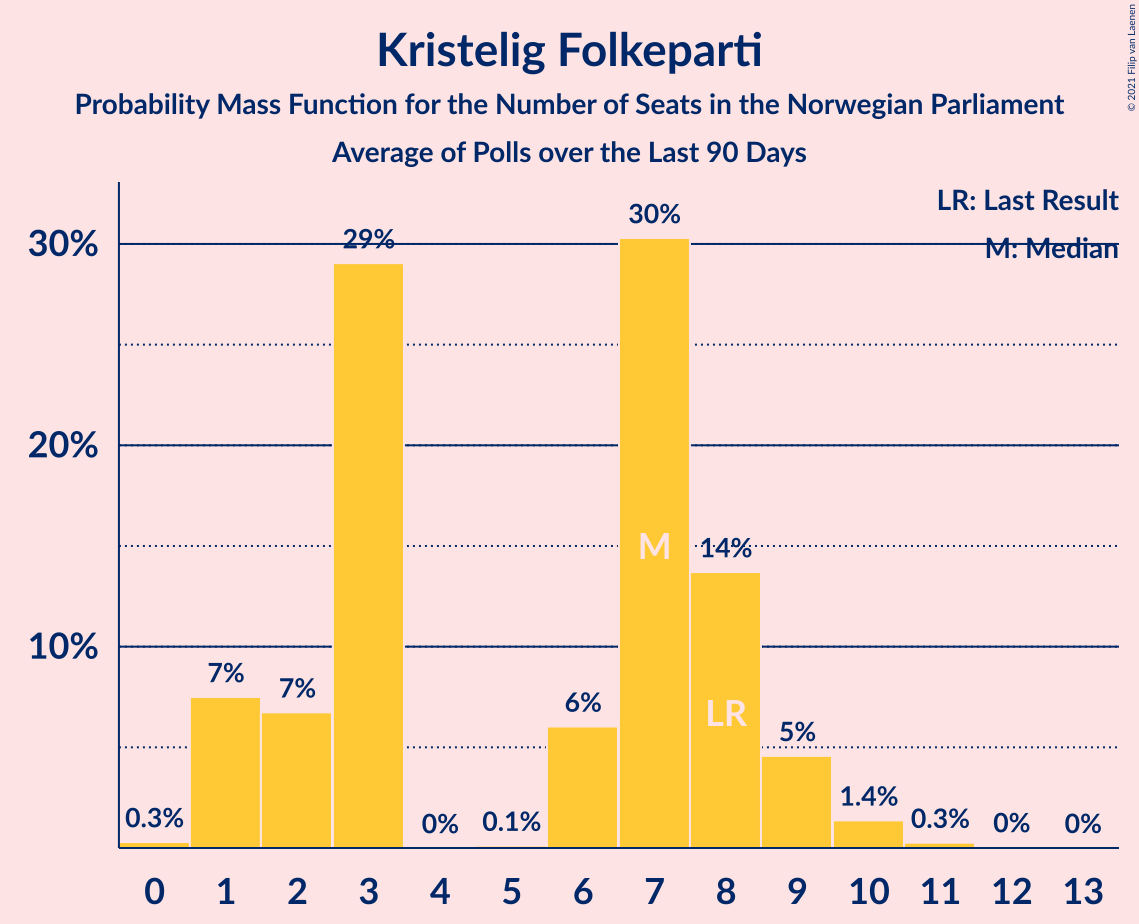 Kristelig Folkeparti
Probability Mass Function for the Number of Seats in the Norwegian Parliament
Average of Polls over the Last 90 Days
© 2021 Filip van Laenen
LR: Last Result
M: Median
30%
20%
10%
0.3%
7%
7%
29%
0%
0.1%
6%
30%
14%
5%
1.4%
0.3%
0%
0%
M
LR
0 1 2 3 4 5 6 7 8 9 10 11 12 13